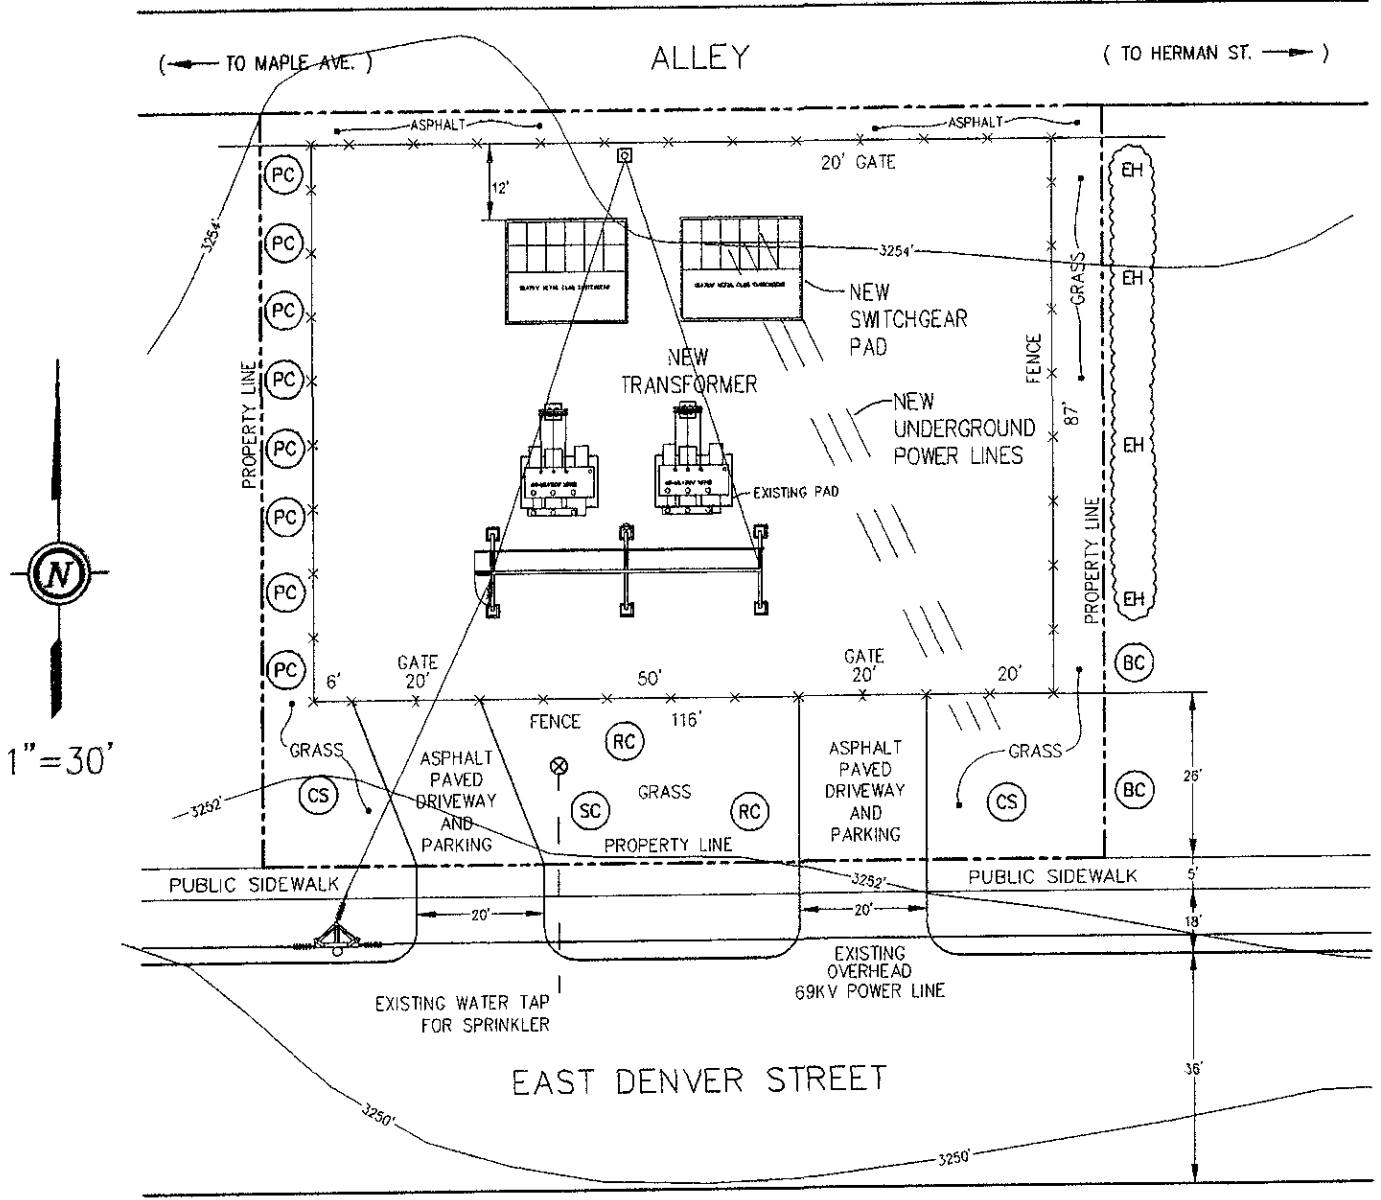 ALLEY
( ← TO MAPLE AVE. )
( TO HERMAN ST. → )
ASPHALT
ASPHALT
20' GATE
12'
PC
PC
PC
PC
PC
PC
PC
PC
PC
EH
EH
EH
EH
BC
BC
3254'
3254'
GRASS
NEW
SWITCHGEAR
PAD
NEW
TRANSFORMER
FENCE
87'
PROPERTY LINE
NEW
UNDERGROUND
POWER LINES
EXISTING PAD
PROPERTY LINE
N
1"=30'
6'
GATE
20'
50'
GATE
20'
20'
FENCE
116'
GRASS
ASPHALT
PAVED
DRIVEWAY
AND
PARKING
RC
GRASS
SC
RC
PROPERTY LINE
ASPHALT
PAVED
DRIVEWAY
AND
PARKING
GRASS
CS
CS
3252'
26'
PUBLIC SIDEWALK
3252'
PUBLIC SIDEWALK
5'
20'
20'
18'
EXISTING
OVERHEAD
69KV POWER LINE
EXISTING WATER TAP
FOR SPRINKLER
EAST DENVER STREET
36'
3250'
3250'